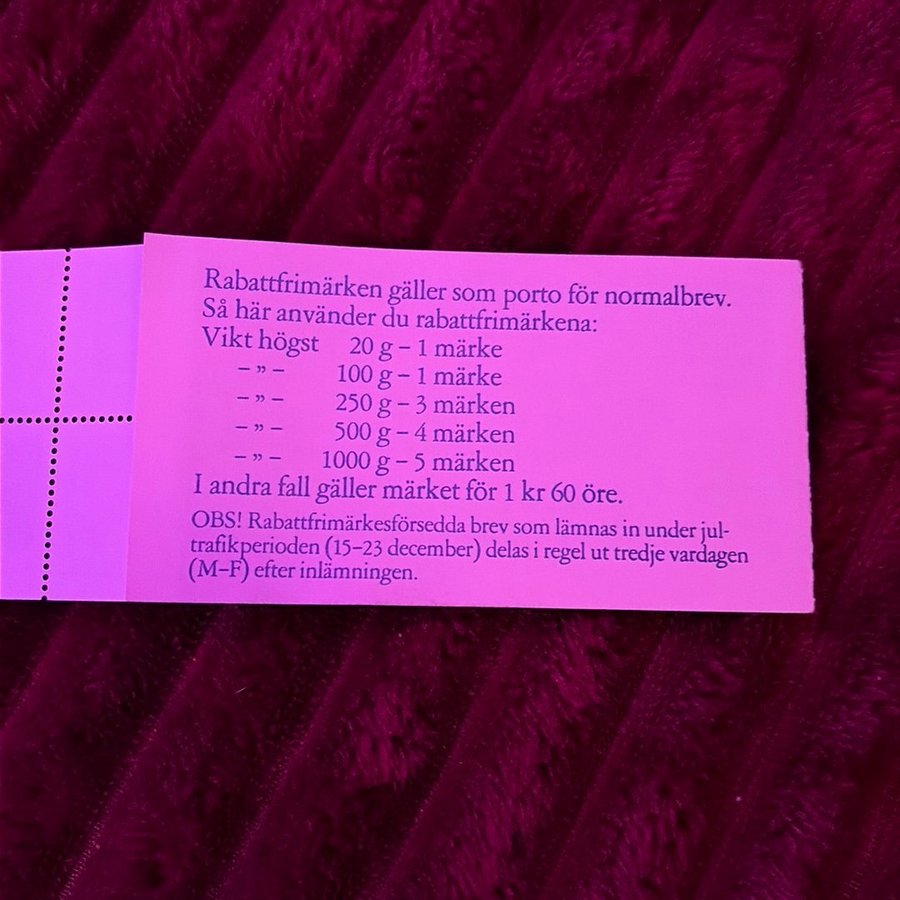 Rabattfrimärken gäller som porto för normalbrev.
Så här använder du rabattfrimärkena:
Vikt högst 20 g – 1 märke
– ” – 100 g – 1 märke
– ” – 250 g – 3 märken
– ” – 500 g – 4 märken
– ” – 1000 g – 5 märken
I andra fall gäller märket för 1 kr 60 öre.
OBS! Rabattfrimärkesförsedda brev som lämnas in under jul-
trafikperioden (15–23 december) delas i regel ut tredje vardagen
(M–F) efter inlämningen.